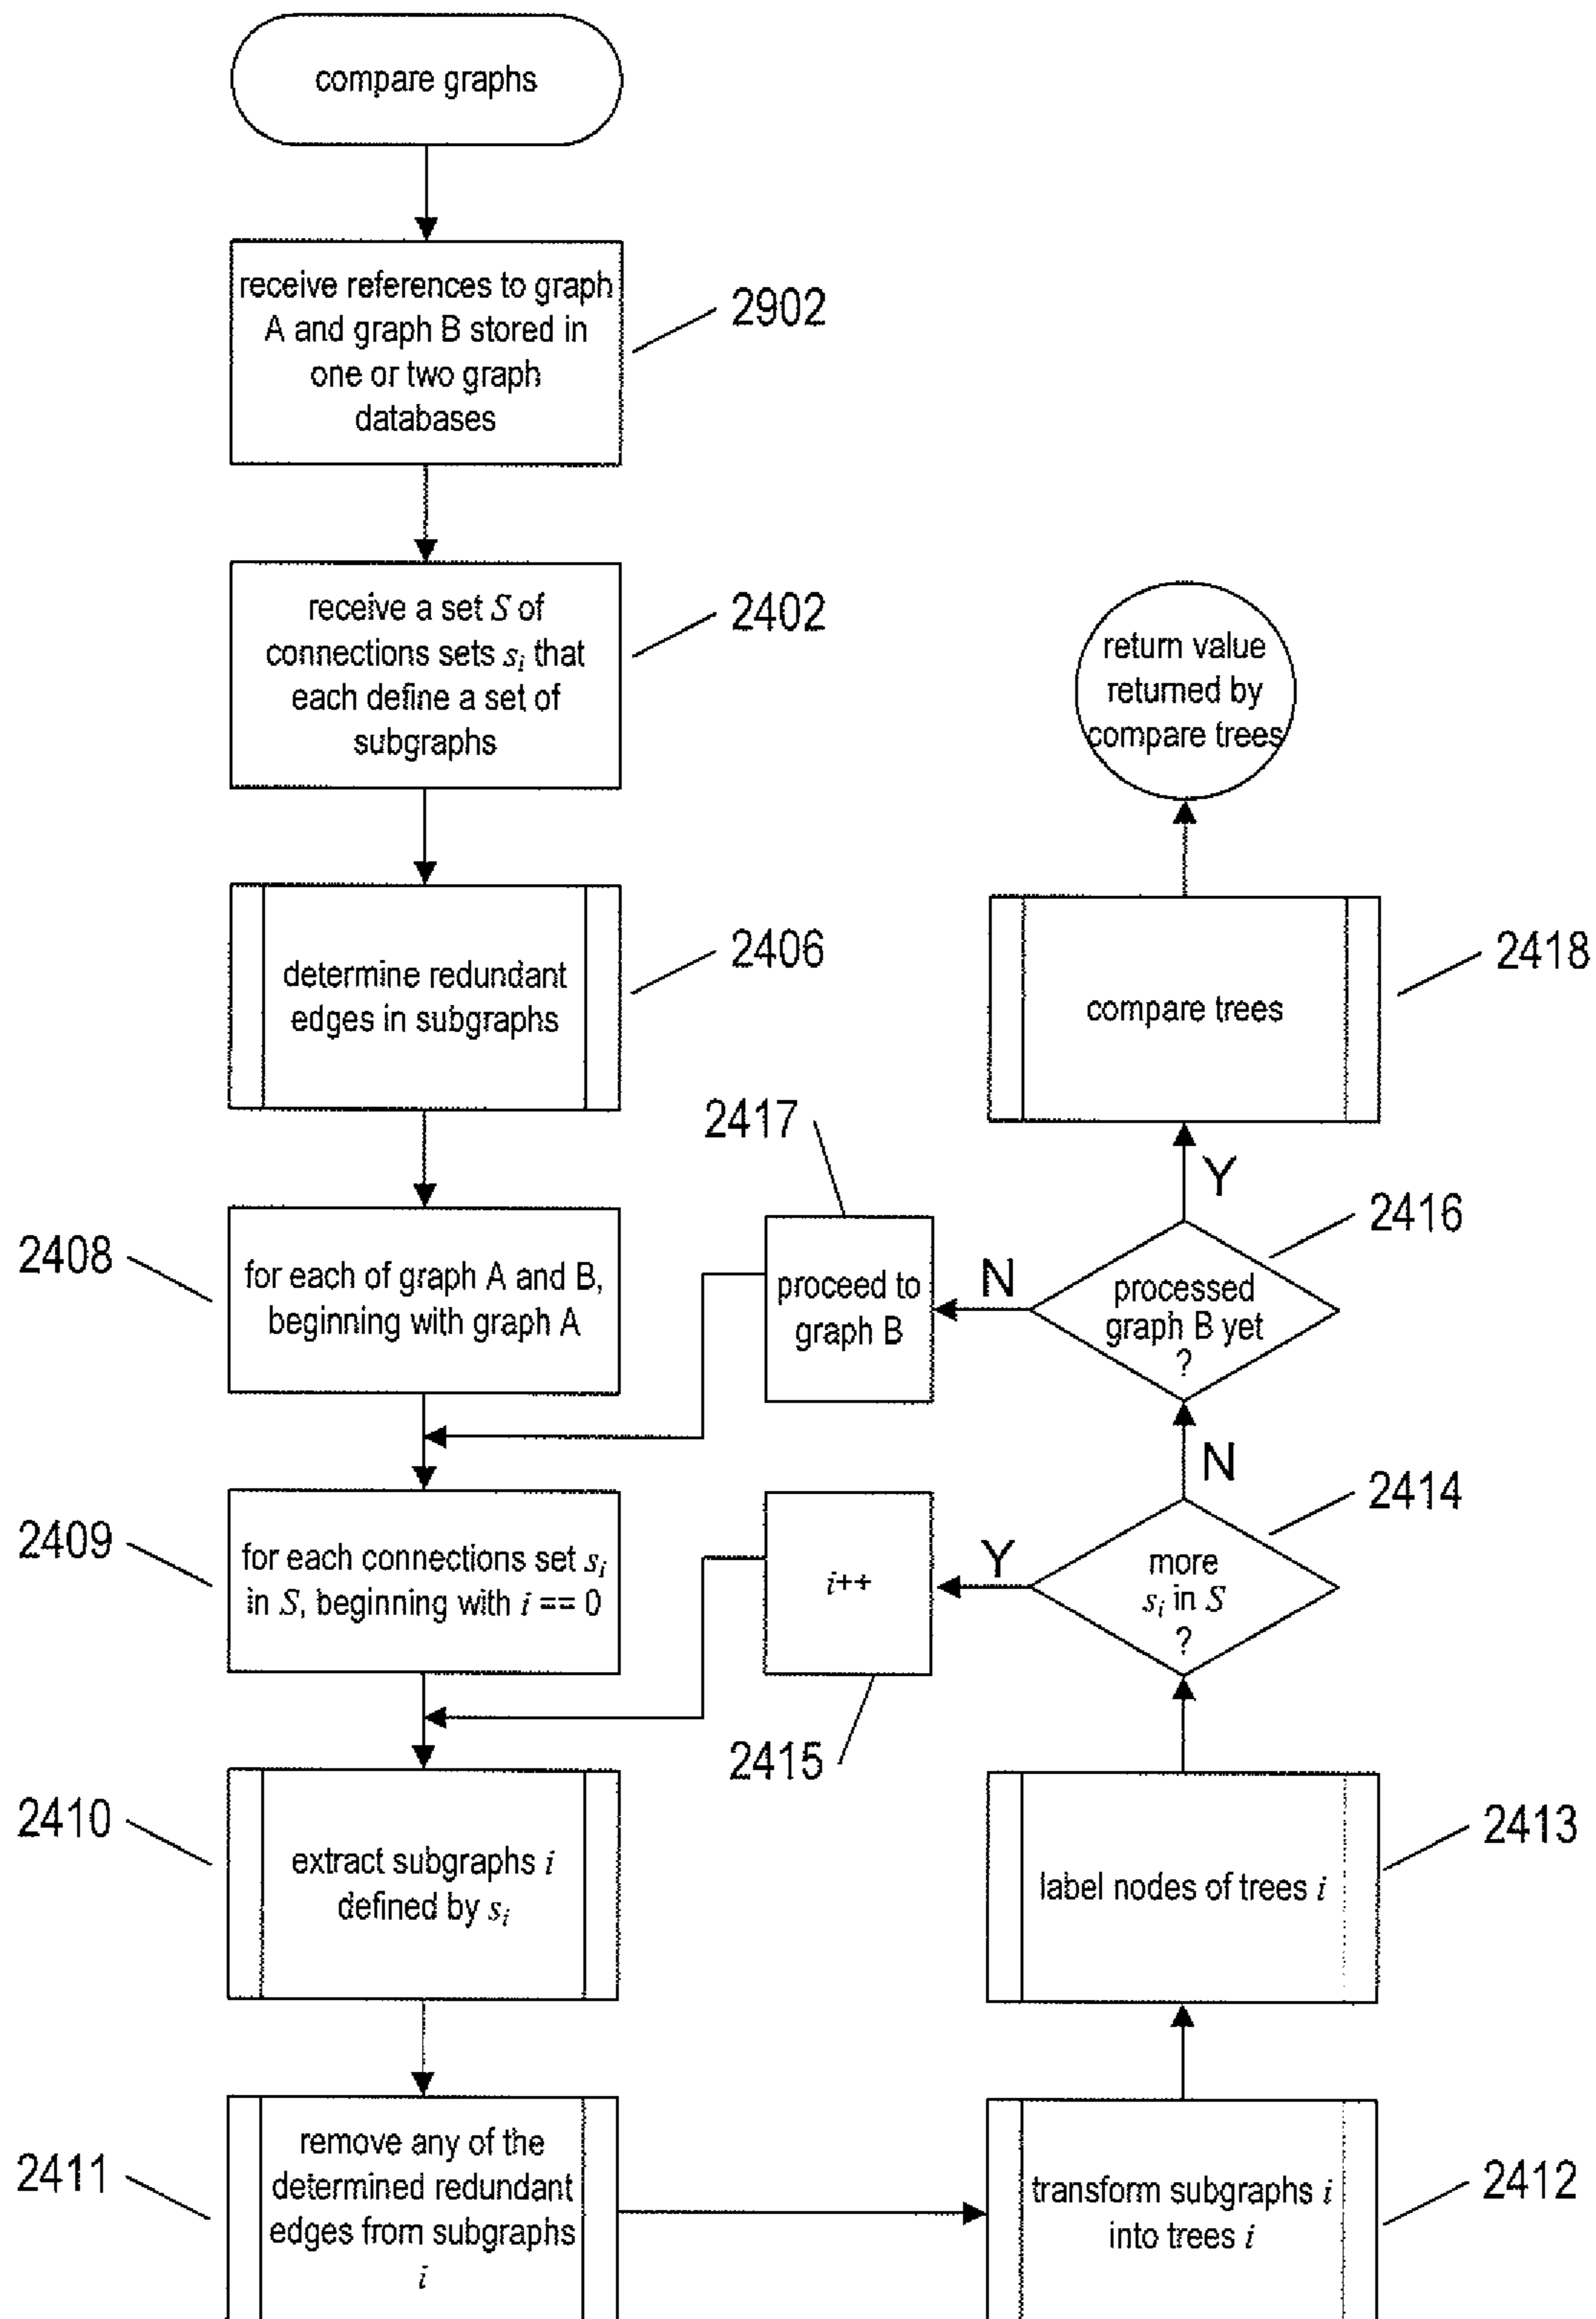 compare graphs
receive references to graph
A and graph B stored in
one or two graph
databases
2902
receive a set S of
connections sets s_i that
each define a set of
subgraphs
2402
determine redundant
edges in subgraphs
2406
for each of graph A and B,
beginning with graph A
2408
for each connections set s_i
in S, beginning with i == 0
2409
extract subgraphs i
defined by s_i
2410
remove any of the
determined redundant
edges from subgraphs
i
2411
transform subgraphs i
into trees i
2412
label nodes of trees i
2413
more
s_i in S
?
2414
Y
N
i++
2415
processed
graph B yet
?
2416
N
Y
proceed to
graph B
2417
compare trees
2418
return value
returned by
compare trees